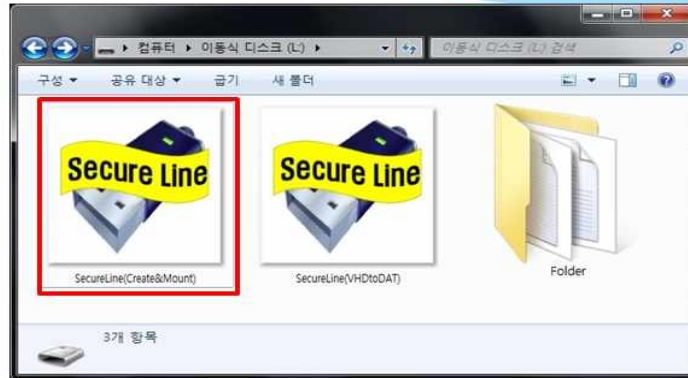 컴퓨터 ▸ 이동식 디스크 (L:) ▸
이동식 디스크 (L:) 검색
구성 공유 대상 굽기 새 폴더
Secure Line
Secure Line
SecureLine(Create&Mount)
SecureLine(VHDtoDAT)
Folder
3개 항목